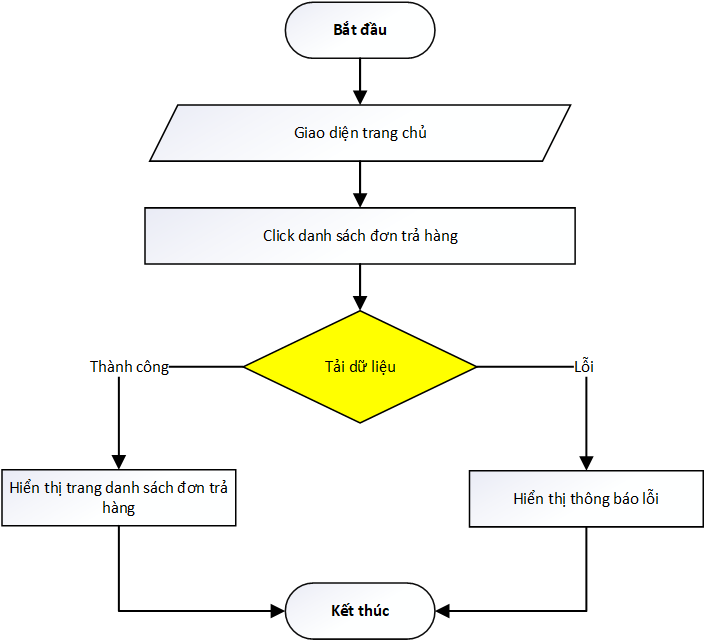 Bắt đầu
Giao diện trang chủ
Click danh sách đơn trả hàng
Tải dữ liệu
Thành công
Lỗi
Hiển thị trang danh sách đơn trả
hàng
Hiển thị thông báo lỗi
Kết thúc